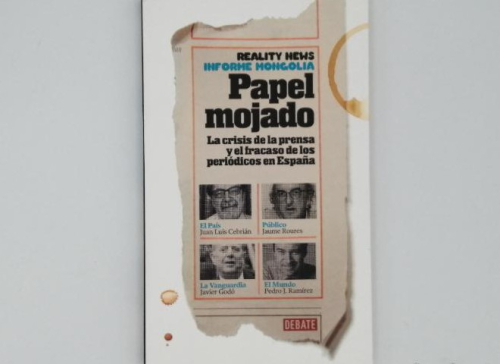 REALITY NEWS
INFORME MONGOLIA
Papel
mojado
La crisis de la prensa
y el fracaso de los
periódicos en España
El País
Juan Luis Cebrián
Público
Jaume Roures
La Vanguardia
Javier Godó
El Mundo
Pedro J. Ramírez
DEBATE